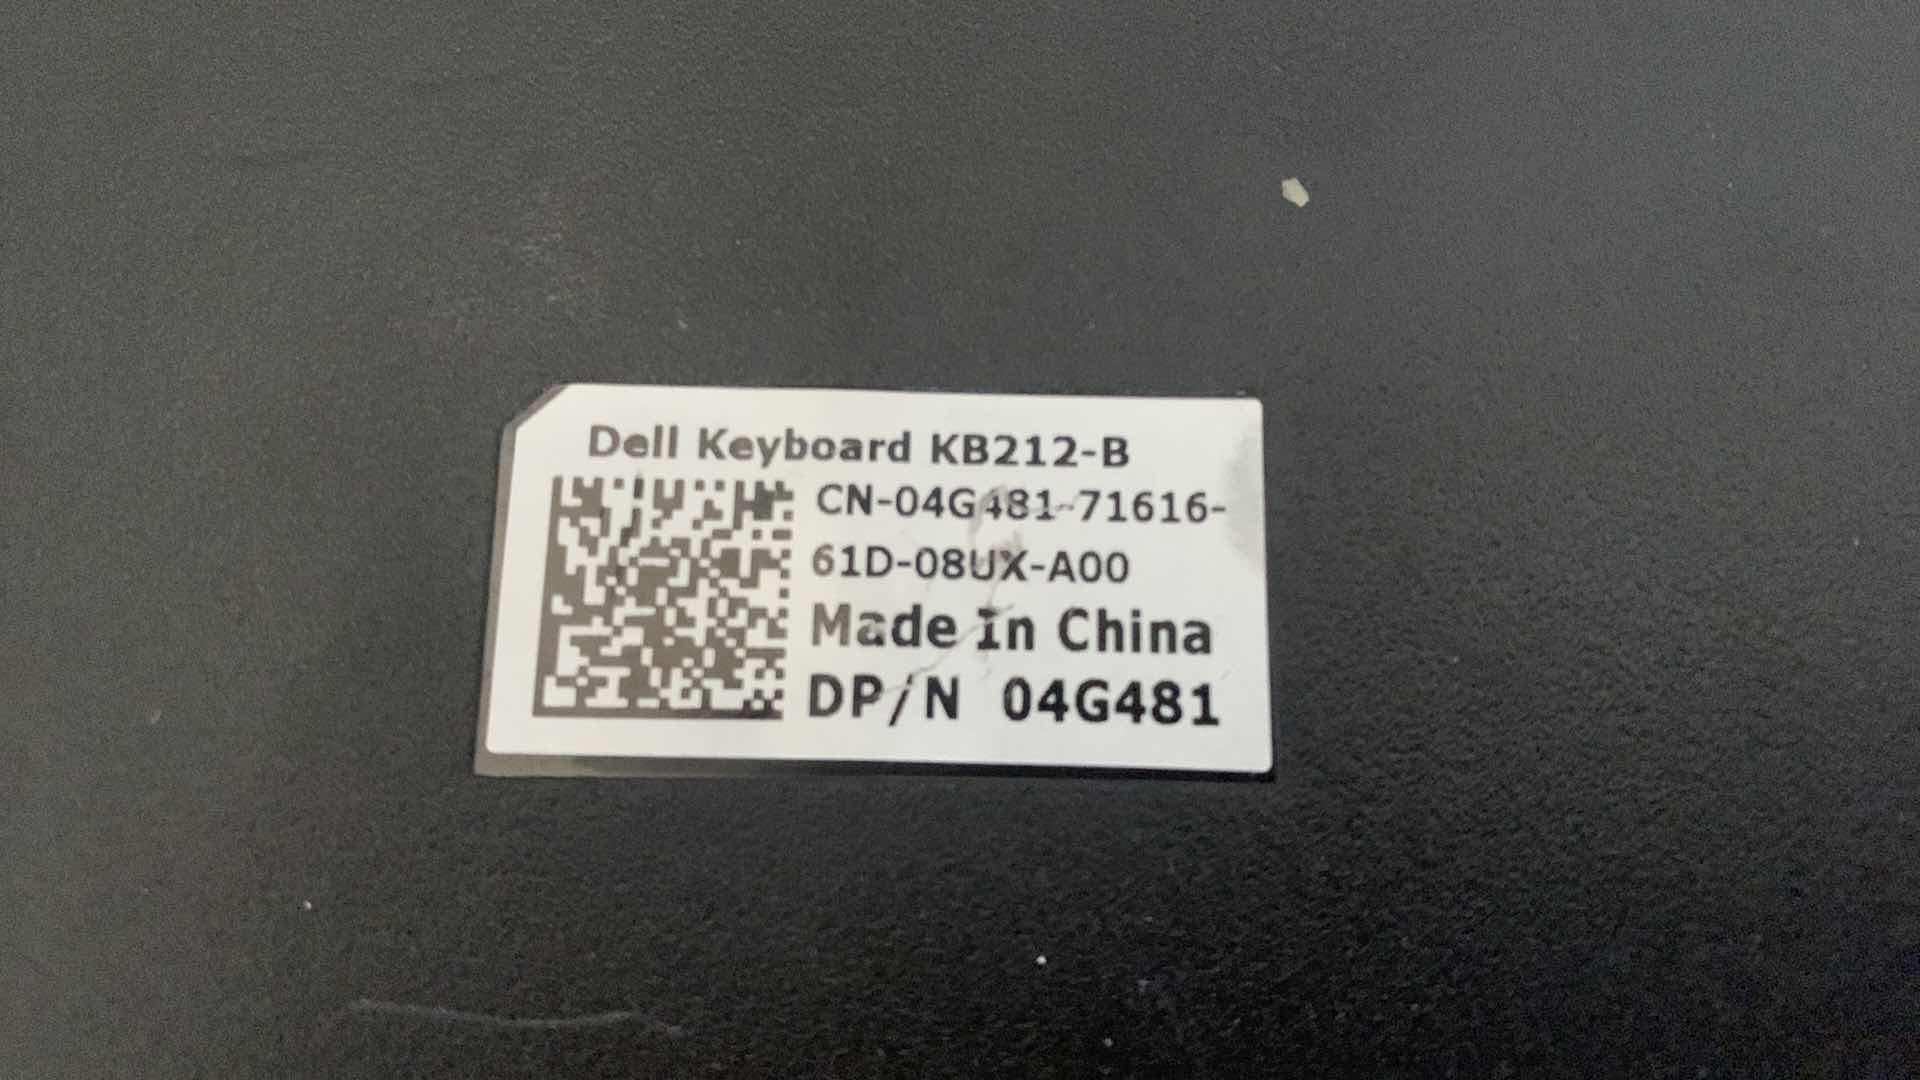 Dell Keyboard KB212-B
CN-04G481-71616-
61D-08UX-A00
Made in China
DP/N 04G481